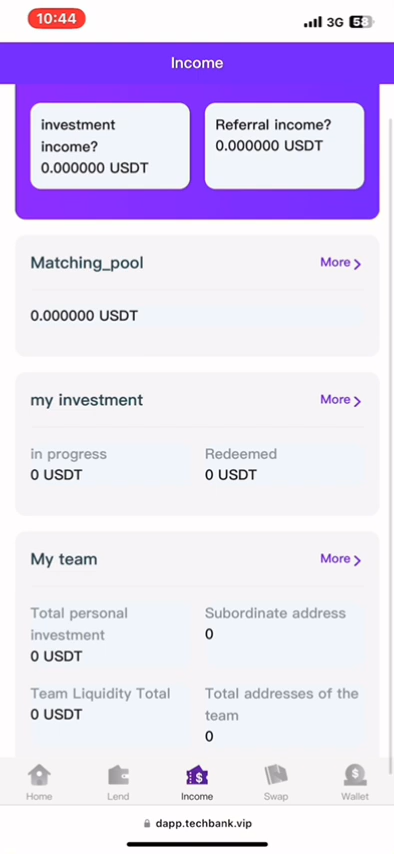 10:44
3G 58
Income
investment
income?
0.000000 USDT
Referral income?
0.000000 USDT
Matching_pool
More
0.000000 USDT
my investment
More
in progress
0 USDT
Redeemed
0 USDT
My team
More
Total personal
investment
0 USDT
Subordinate address
0
Team Liquidity Total
0 USDT
Total addresses of the
team
0
Home
Lend
Income
Swap
Wallet
dapp.techbank.vip